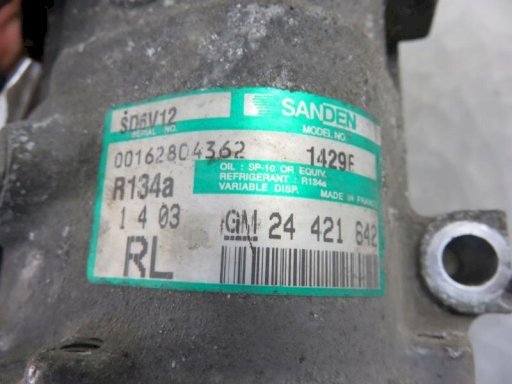 SD6V12 SANDEN
SERIAL NO. MODEL NO.
00162804362 1429F
OIL : SP-10 OR EQUIV.
REFRIGERANT : R134a
VARIABLE DISP. MADE IN FRANCE
R134a
1 4 03 GM 24 421 642
RL